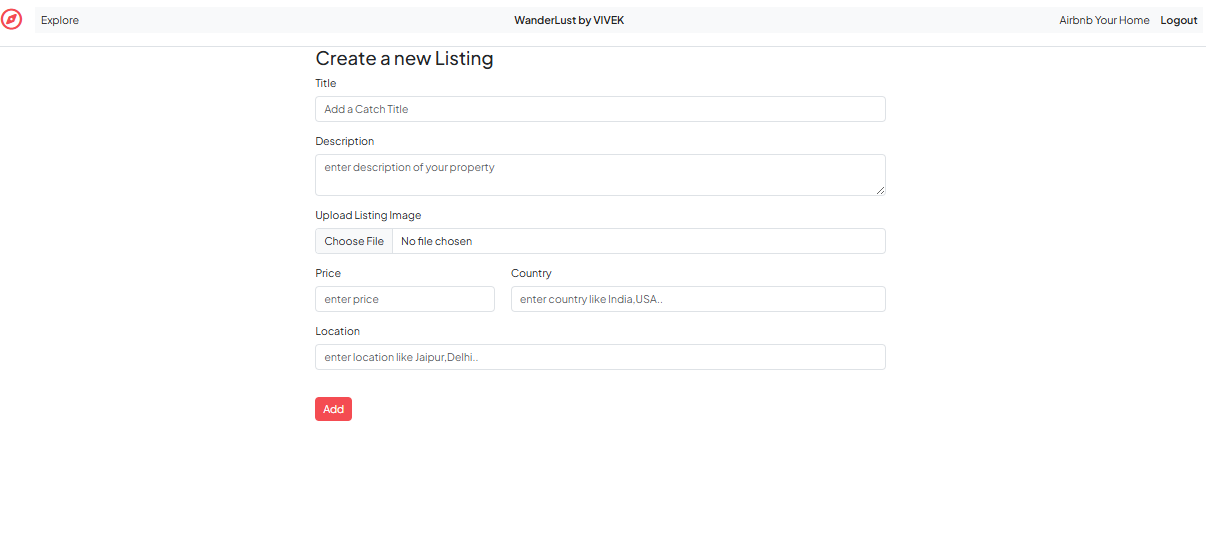 Explore WanderLust by VIVEK Airbnb Your Home Logout
Create a new Listing
Title
Add a Catch Title
Description
enter description of your property
Upload Listing Image
Choose File No file chosen
Price Country
enter price enter country like India,USA..
Location
enter location like Jaipur,Delhi..
Add